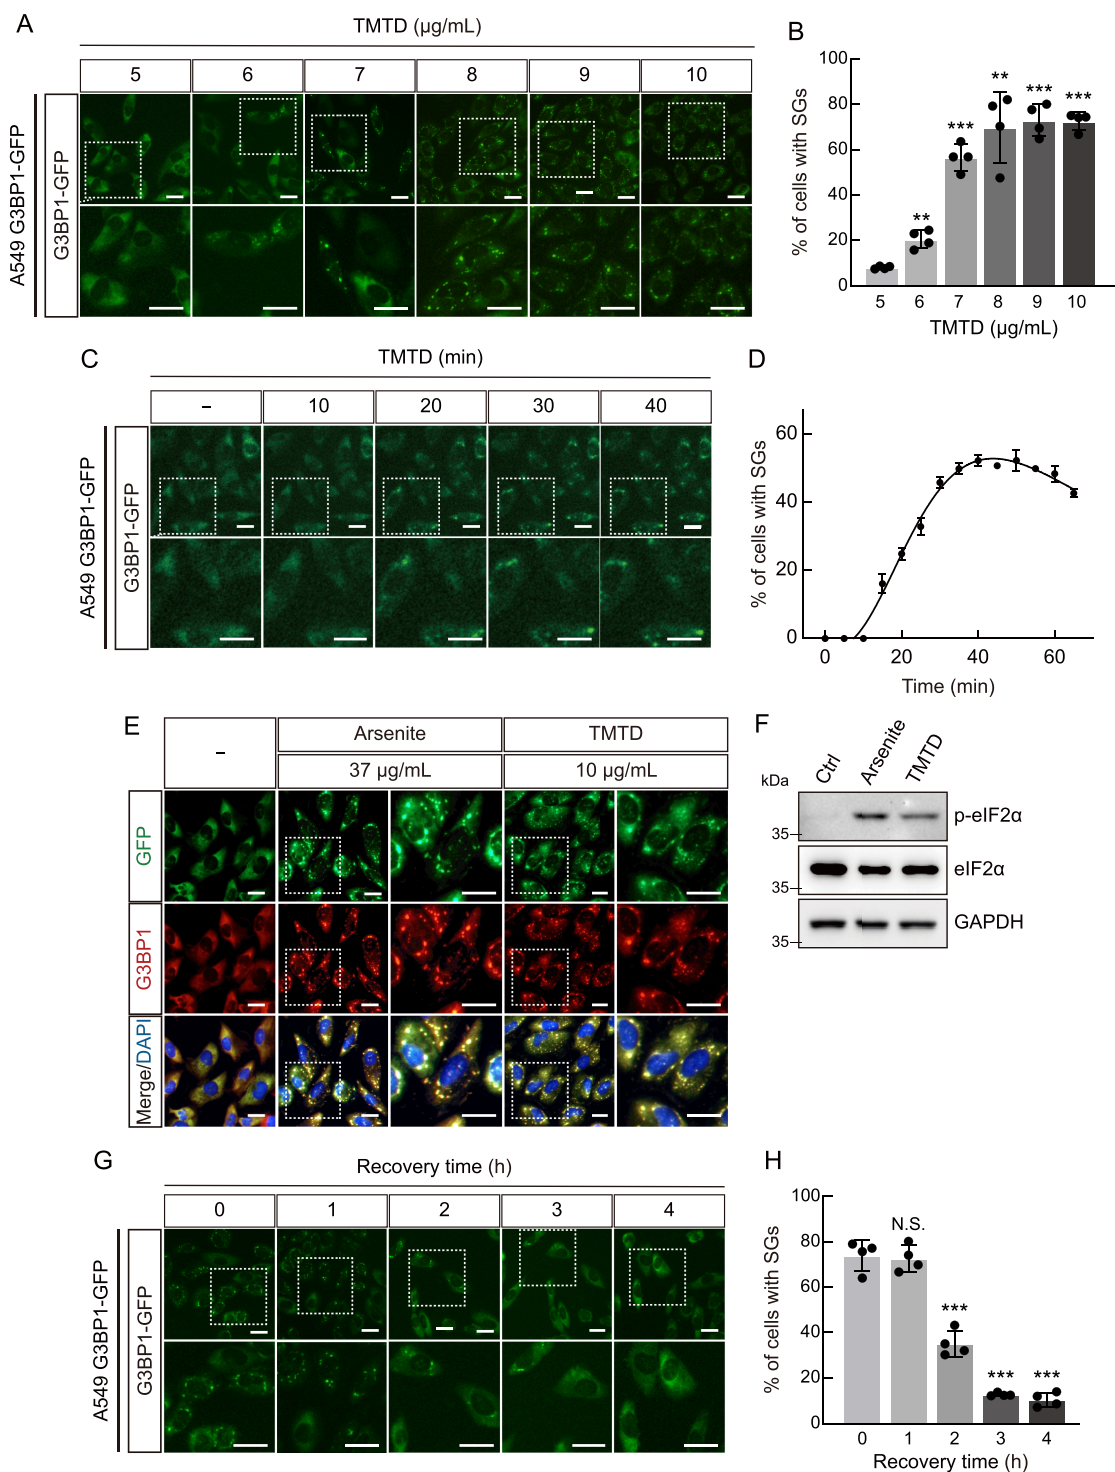 A
TMTD (µg/mL)
5 6 7 8 9 10
A549 G3BP1-GFP
G3BP1-GFP
B
% of cells with SGs
100
80
60
40
20
0
** *** ** *** ***
5 6 7 8 9 10
TMTD (µg/mL)
C
TMTD (min)
– 10 20 30 40
A549 G3BP1-GFP
G3BP1-GFP
D
% of cells with SGs
60
40
20
0
0 20 40 60
Time (min)
E
– Arsenite TMTD
37 µg/mL 10 µg/mL
GFP
G3BP1
Merge/DAPI
F
kDa Ctrl Arsenite TMTD
35 p-eIF2α
35 eIF2α
35 GAPDH
G
Recovery time (h)
0 1 2 3 4
A549 G3BP1-GFP
G3BP1-GFP
H
% of cells with SGs
100
80
60
40
20
0
N.S. *** *** ***
0 1 2 3 4
Recovery time (h)